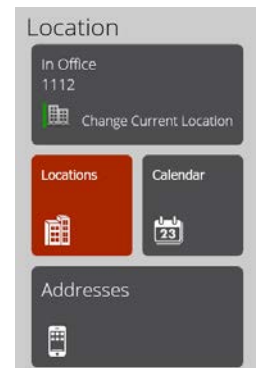 Location
In Office
1112
Change Current Location
Locations
Calendar
23
Addresses